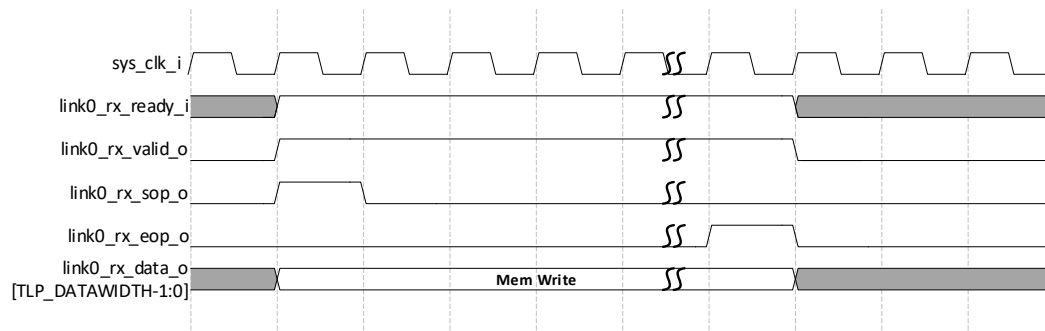 sys_clk_i
link0_rx_ready_i
link0_rx_valid_o
link0_rx_sop_o
link0_rx_eop_o
link0_rx_data_o
[TLP_DATAWIDTH-1:0]
Mem Write